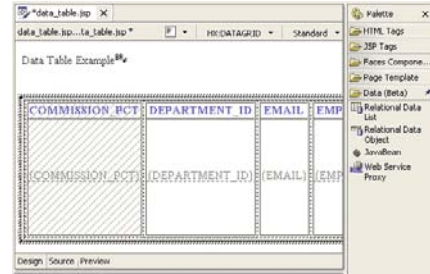 *data_table.jsp
data_table.jsp...ta_table.jsp *
HX:DATAGRID
Standard
Data Table Example
COMMISSION_PCT DEPARTMENT_ID EMAIL EMP
{COMMISSION_PCT} {DEPARTMENT_ID} {EMAIL} {EMP
Design Source Preview
Palette
HTML Tags
JSP Tags
Faces Compone...
Page Template
Data (Beta)
Relational Data
List
Relational Data
Object
JavaBean
Web Service
Proxy